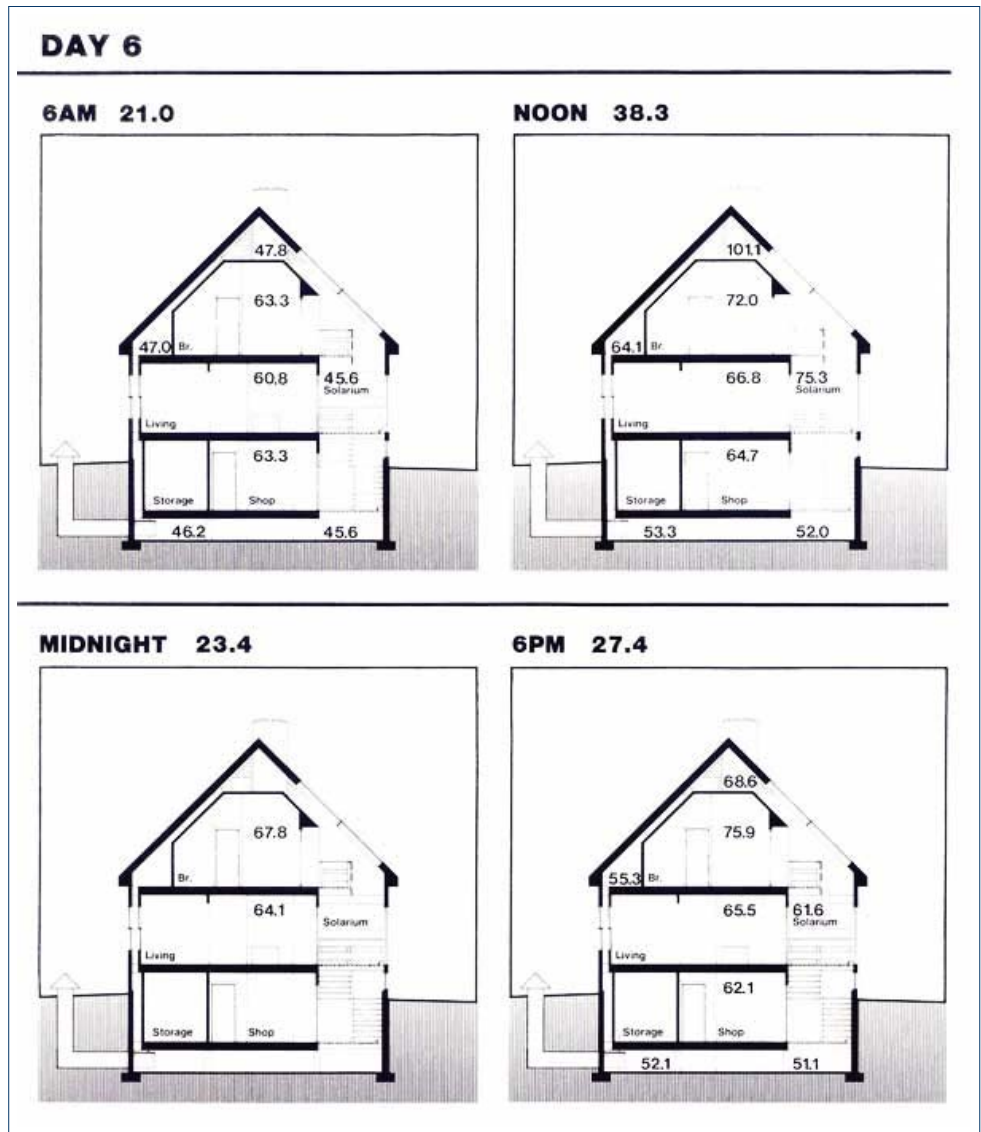 DAY 6
6AM 21.0
47.8
63.3
47.0 Br.
60.8 45.6
Solarium
Living
63.3
Storage Shop
46.2 45.6
NOON 38.3
101.1
72.0
64.1 Br.
66.8 75.3
Solarium
Living
64.7
Storage Shop
53.3 52.0
MIDNIGHT 23.4
67.8
Br.
64.1
Solarium
Living
Storage Shop
6PM 27.4
68.6
75.9
55.3 Br.
65.5 61.6
Solarium
Living
62.1
Storage Shop
52.1 51.1